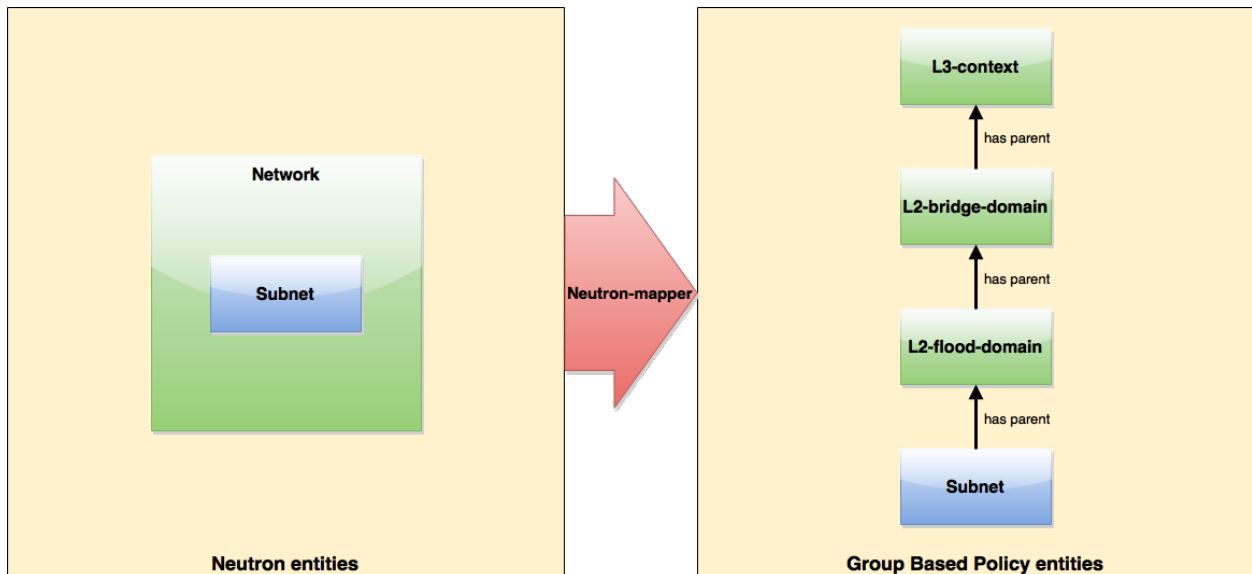 Network
Subnet
Neutron entities
Neutron-mapper
L3-context
has parent
L2-bridge-domain
has parent
L2-flood-domain
has parent
Subnet
Group Based Policy entities